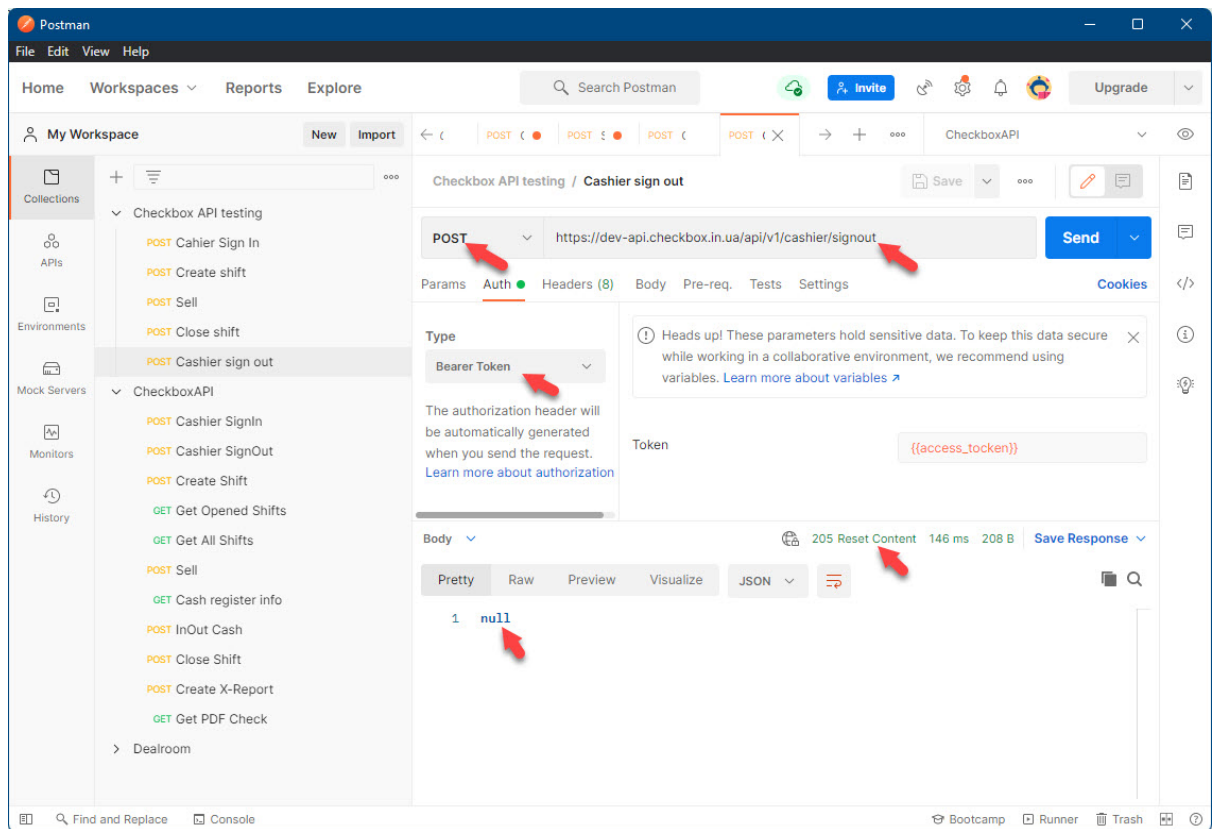 Postman
File Edit View Help
Home Workspaces Reports Explore
Search Postman
Invite
Upgrade
My Workspace
New Import
POST
POST
POST
POST
CheckboxAPI
Collections
APIs
Environments
Mock Servers
Monitors
History
Checkbox API testing
POST Cahier Sign In
POST Create shift
POST Sell
POST Close shift
POST Cashier sign out
CheckboxAPI
POST Cashier SignIn
POST Cashier SignOut
POST Create Shift
GET Get Opened Shifts
GET Get All Shifts
POST Sell
GET Cash register info
POST InOut Cash
POST Close Shift
POST Create X-Report
GET Get PDF Check
Dealroom
Checkbox API testing / Cashier sign out
Save
POST
https://dev-api.checkbox.in.ua/api/v1/cashier/signout
Send
Params Auth Headers (8) Body Pre-req. Tests Settings
Cookies
Type
Bearer Token
The authorization header will
be automatically generated
when you send the request.
Learn more about authorization
Heads up! These parameters hold sensitive data. To keep this data secure
while working in a collaborative environment, we recommend using
variables. Learn more about variables
Token
{{access_tocken}}
Body
205 Reset Content 146 ms 208 B Save Response
Pretty Raw Preview Visualize JSON
1 null
Find and Replace Console
Bootcamp Runner Trash